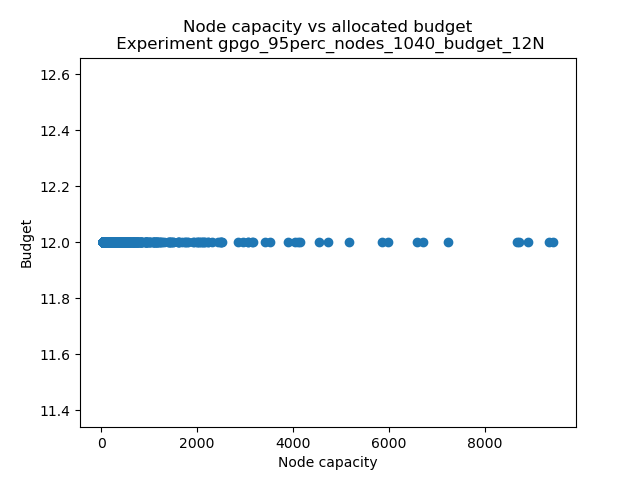 Node capacity vs allocated budget
Experiment gpgo_95perc_nodes_1040_budget_12N
12.6
12.4
12.2
12.0
11.8
11.6
11.4
Budget
0 2000 4000 6000 8000
Node capacity